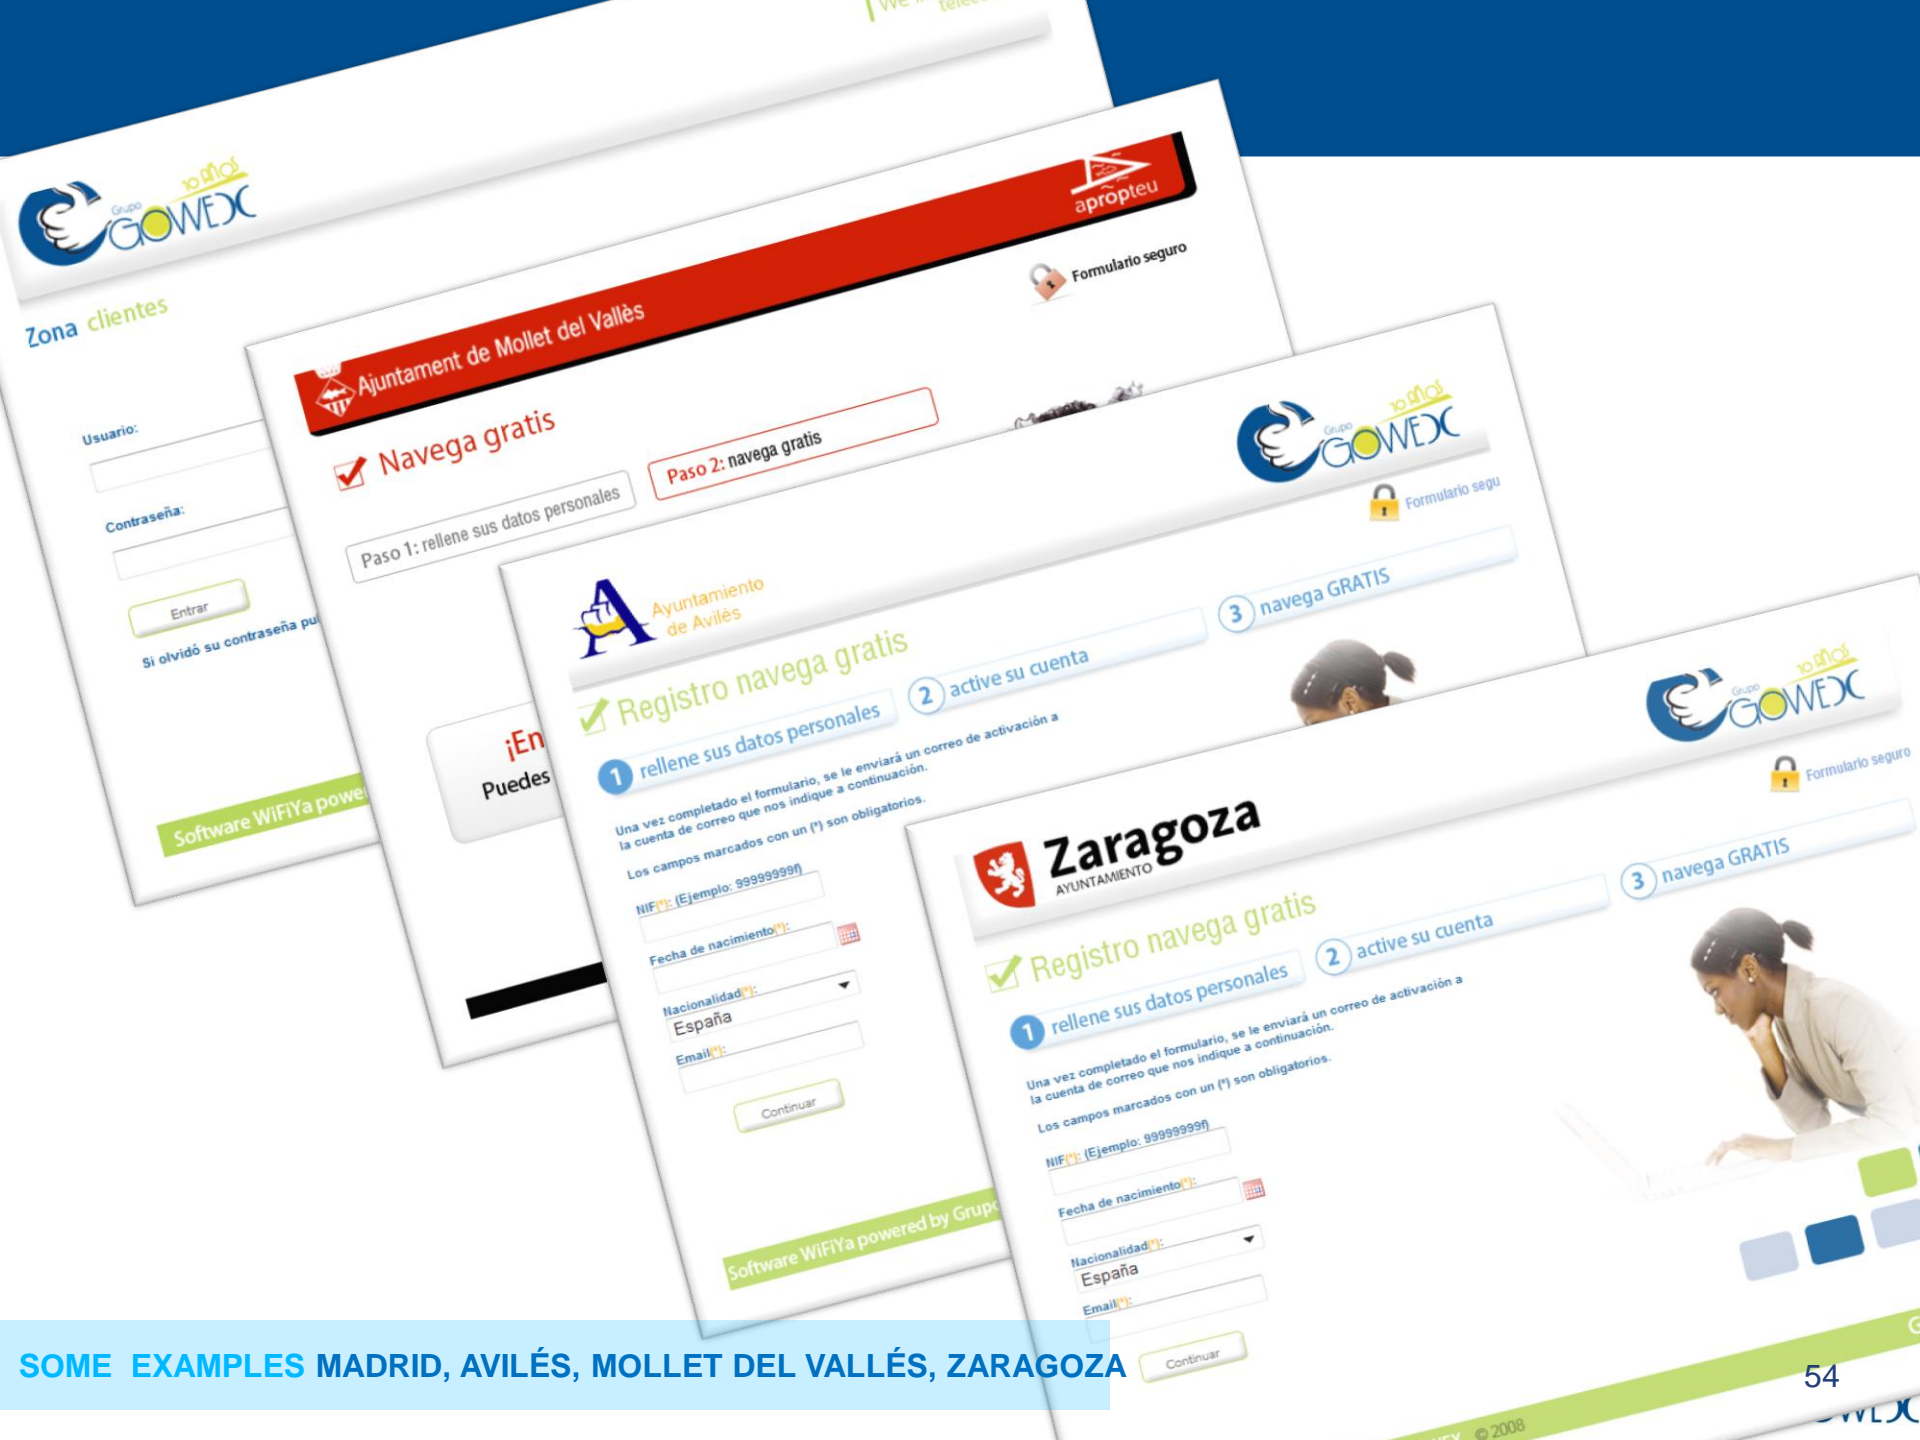 We
Grupo
GOWEX
10 AÑOS
Zona clientes
Usuario:
Contraseña:
Entrar
Si olvidó su contraseña
Software WiFiYa
apropteu
Ajuntament de Mollet del Vallès
Formulario seguro
Navega gratis
Paso 1: rellene sus datos personales
Paso 2: navega gratis
¡En
Puedes
Grupo
GOWEX
10 AÑOS
Ayuntamiento
de Avilés
Formulario segu
Registro navega gratis
1 rellene sus datos personales
2 active su cuenta
3 navega GRATIS
Una vez completado el formulario, se le enviará un correo de activación a
la cuenta de correo que nos indique a continuación.
Los campos marcados con un (*) son obligatorios.
NIF(*): (Ejemplo: 99999999f)
Fecha de nacimiento(*):
Nacionalidad(*):
España
Email(*):
Continuar
Software WiFiYa powered by Grupo
Grupo
GOWEX
10 AÑOS
Zaragoza
AYUNTAMIENTO
Formulario seguro
Registro navega gratis
1 rellene sus datos personales
2 active su cuenta
3 navega GRATIS
Una vez completado el formulario, se le enviará un correo de activación a
la cuenta de correo que nos indique a continuación.
Los campos marcados con un (*) son obligatorios.
NIF(*): (Ejemplo: 99999999f)
Fecha de nacimiento(*):
Nacionalidad(*):
España
Email(*):
Continuar
© 2008
SOME EXAMPLES MADRID, AVILÉS, MOLLET DEL VALLÉS, ZARAGOZA
54